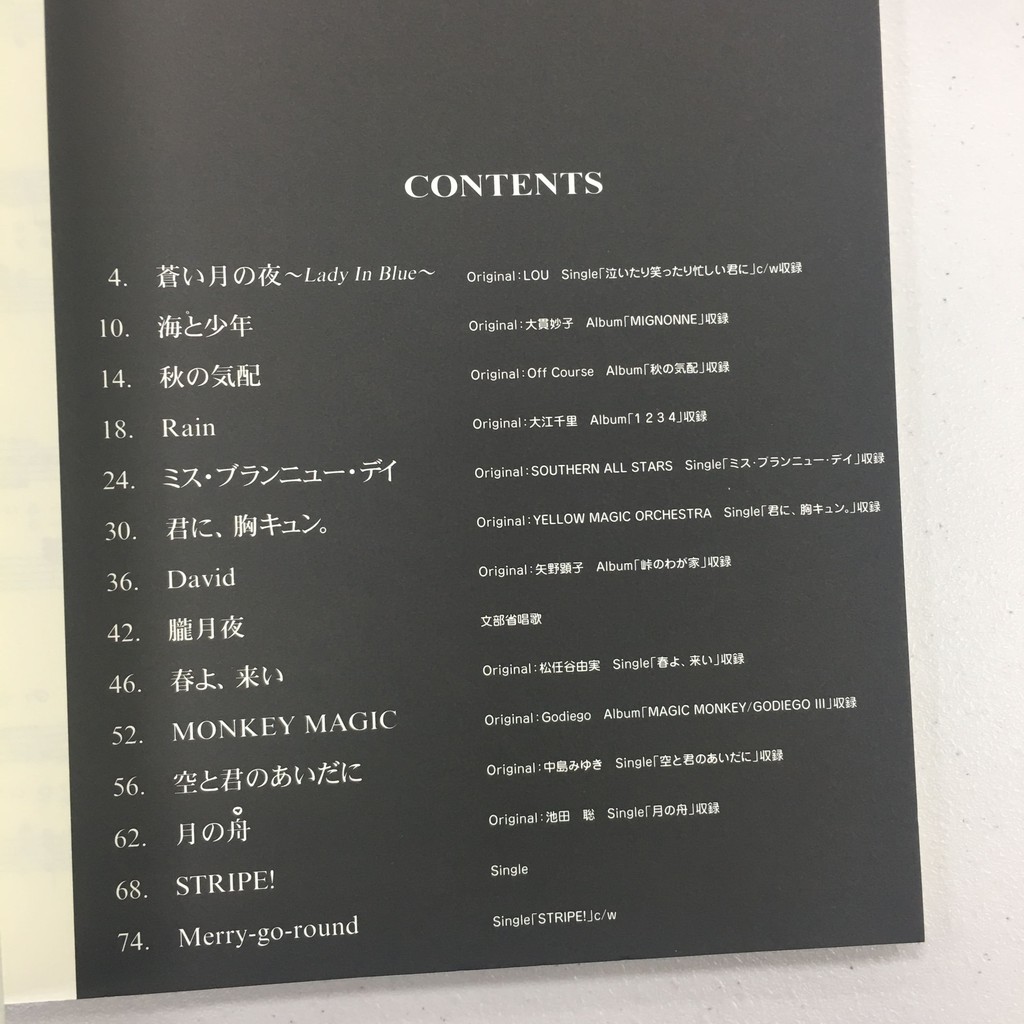 CONTENTS
4. 蒼い月の夜～Lady In Blue～ Original：LOU Single「泣いたり笑ったり忙しい君に」c/w収録
10. 海と少年 Original：大貫妙子 Album「MIGNONNE」収録
14. 秋の気配 Original：Off Course Album「秋の気配」収録
18. Rain Original：大江千里 Album「1 2 3 4」収録
24. ミス・ブランニュー・デイ Original：SOUTHERN ALL STARS Single「ミス・ブランニュー・デイ」収録
30. 君に、胸キュン。 Original：YELLOW MAGIC ORCHESTRA Single「君に、胸キュン。」収録
36. David Original：矢野顕子 Album「峠のわが家」収録
42. 朧月夜 文部省唱歌
46. 春よ、来い Original：松任谷由実 Single「春よ、来い」収録
52. MONKEY MAGIC Original：Godiego Album「MAGIC MONKEY/GODIEGO III」収録
56. 空と君のあいだに Original：中島みゆき Single「空と君のあいだに」収録
62. 月の舟 Original：池田 聡 Single「月の舟」収録
68. STRIPE! Single
74. Merry-go-round Single「STRIPE!」c/w